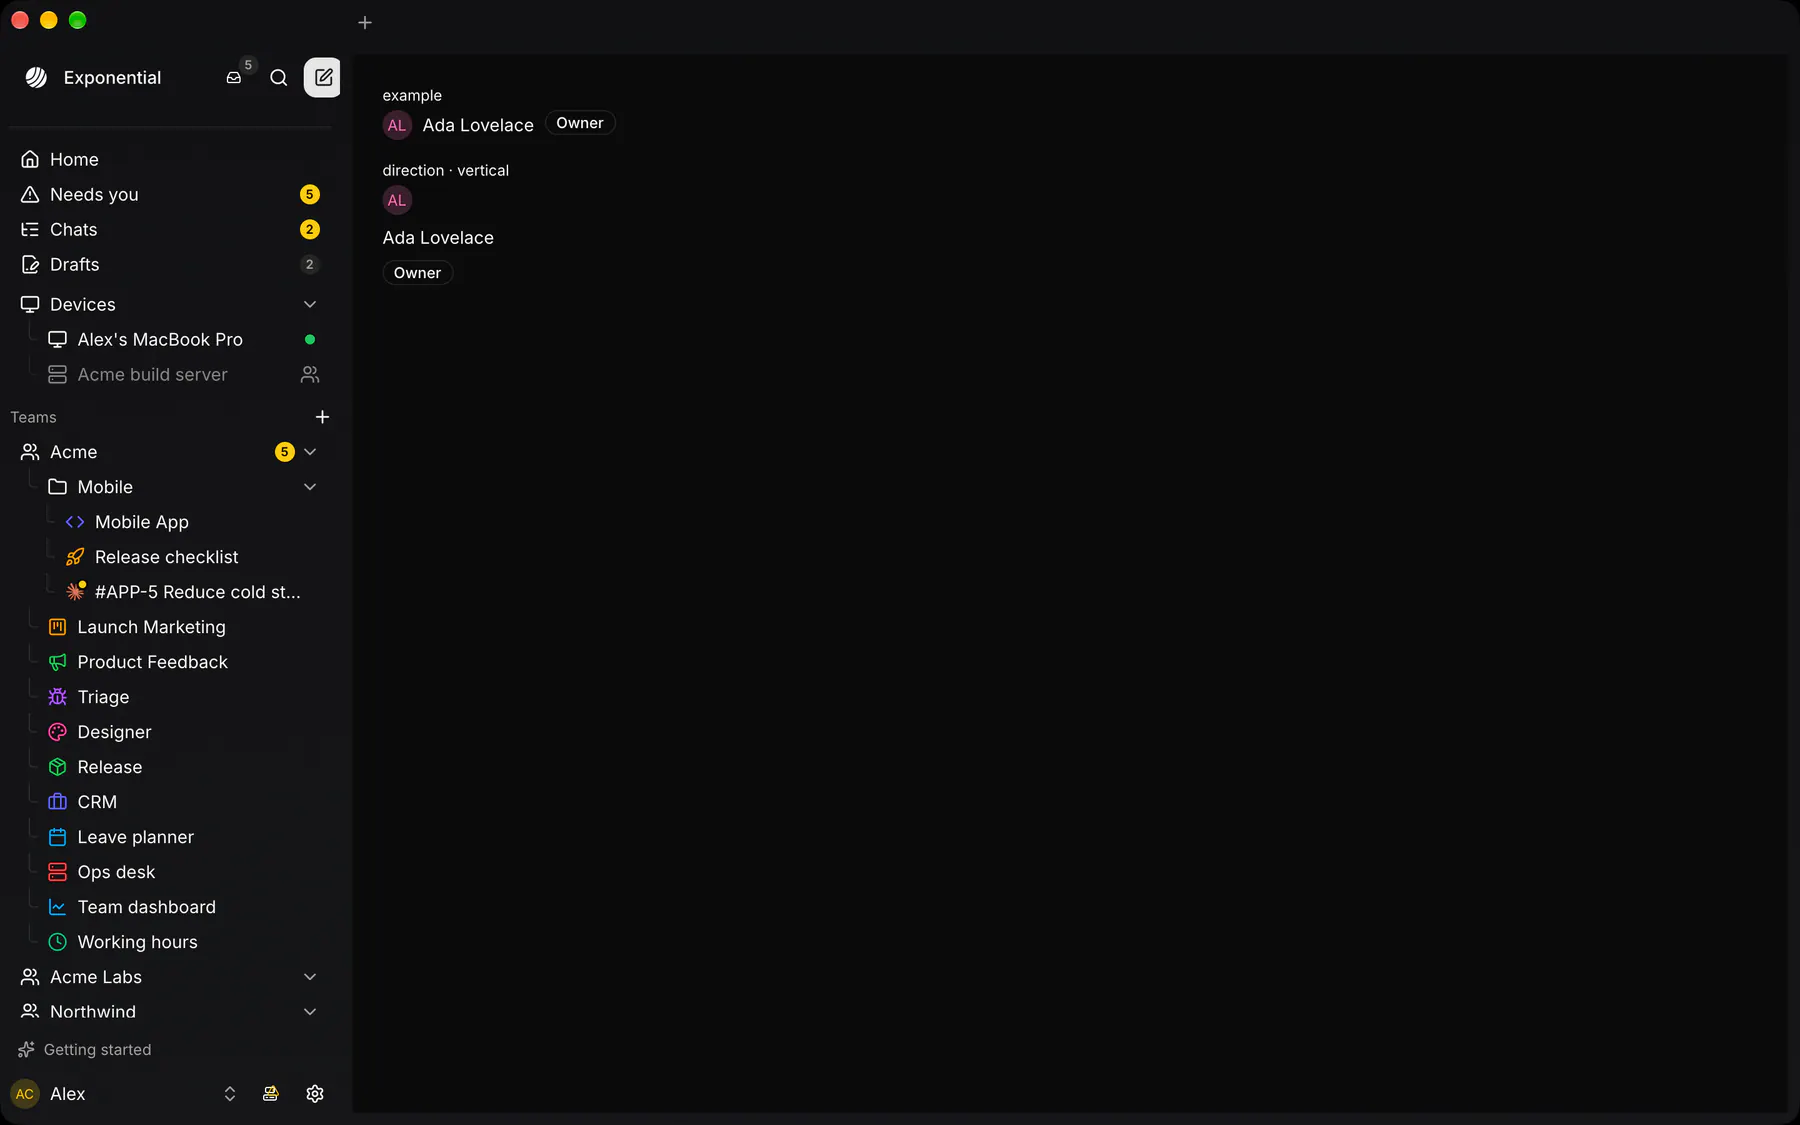 Exponential
5
Home
Needs you
5
Chats
2
Drafts
2
Devices
Alex's MacBook Pro
Acme build server
Teams
Acme
5
Mobile
Mobile App
Release checklist
#APP-5 Reduce cold st...
Launch Marketing
Product Feedback
Triage
Designer
Release
CRM
Leave planner
Ops desk
Team dashboard
Working hours
Acme Labs
Northwind
Getting started
AC
Alex
example
AL
Ada Lovelace
Owner
direction · vertical
AL
Ada Lovelace
Owner